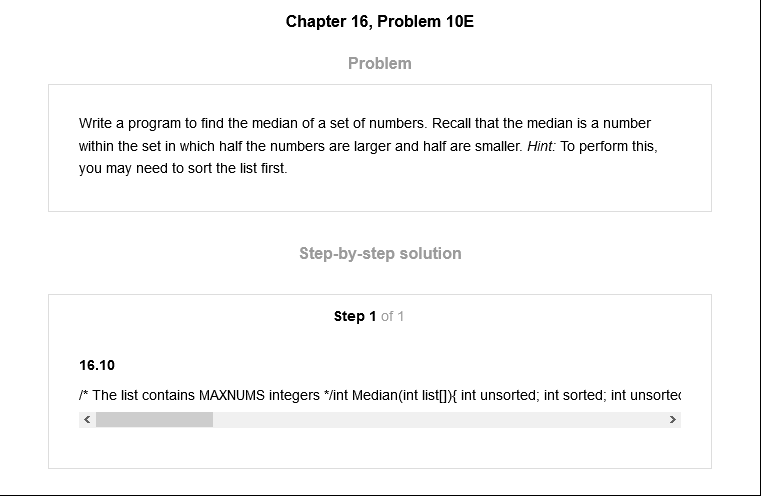 Chapter 16, Problem 10E
Problem
Write a program to find the median of a set of numbers. Recall that the median is a number
within the set in which half the numbers are larger and half are smaller. Hint: To perform this,
you may need to sort the list first.
Step-by-step solution
Step 1 of 1
16.10
/* The list contains MAXNUMS integers */int Median(int list[]){ int unsorted; int sorted; int unsorted